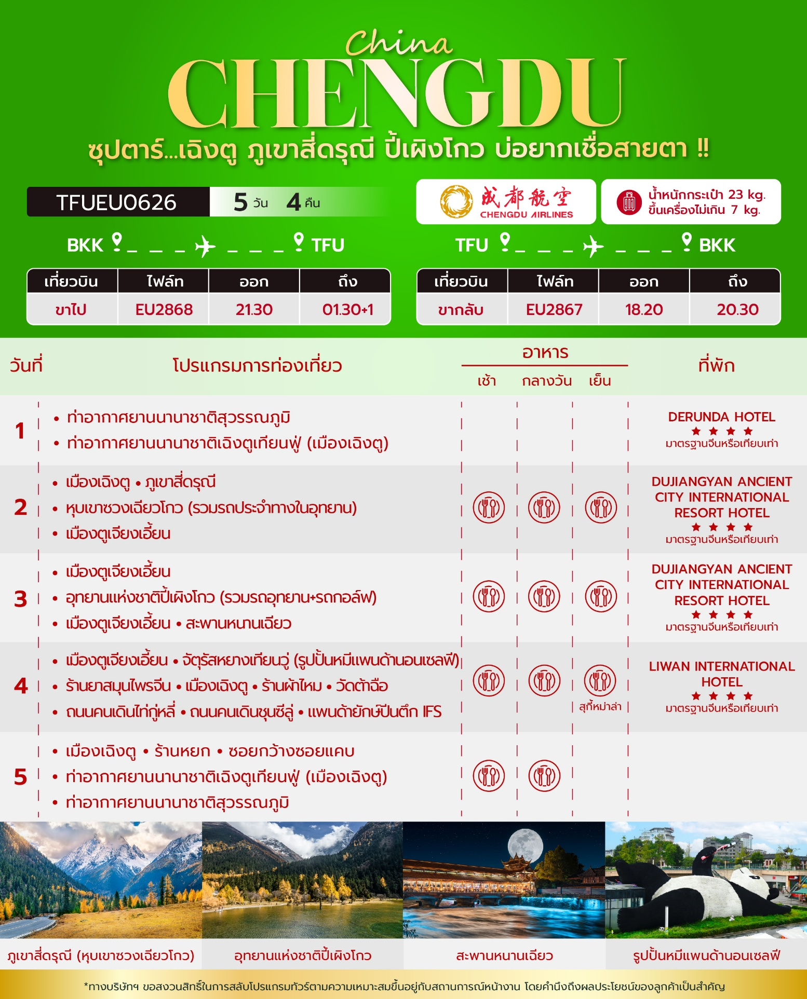 China
CHENGDU
ซุปตาร์...เฉิงตู ภูเขาสี่ดรุณี ปี้เผิงโกว บ่อยากเชื่อสายตา !!
TFUEU0626 5 วัน 4 คืน
成都航空
CHENGDU AIRLINES
น้ำหนักกระเป๋า 23 kg.
ขึ้นเครื่องไม่เกิน 7 kg.
BKK TFU
เที่ยวบิน ไฟล์ท ออก ถึง
ขาไป EU2868 21.30 01.30+1
TFU BKK
เที่ยวบิน ไฟล์ท ออก ถึง
ขากลับ EU2867 18.20 20.30
วันที่ โปรแกรมการท่องเที่ยว อาหาร ที่พัก
เช้า กลางวัน เย็น
1
• ท่าอากาศยานนานาชาติสุวรรณภูมิ
• ท่าอากาศยานนานาชาติเฉิงตูเทียนฟู่ (เมืองเฉิงตู)
DERUNDA HOTEL
★ ★ ★ ★
มาตรฐานจีนหรือเทียบเท่า
2
• เมืองเฉิงตู • ภูเขาสี่ดรุณี
• หุบเขาซวงเฉียวโกว (รวมรถประจำทางในอุทยาน)
• เมืองตูเจียงเอี้ยน
DUJIANGYAN ANCIENT
CITY INTERNATIONAL
RESORT HOTEL
★ ★ ★ ★
มาตรฐานจีนหรือเทียบเท่า
3
• เมืองตูเจียงเอี้ยน
• อุทยานแห่งชาติปี้เผิงโกว (รวมรถอุทยาน+รถกอล์ฟ)
• เมืองตูเจียงเอี้ยน • สะพานหนานเฉียว
DUJIANGYAN ANCIENT
CITY INTERNATIONAL
RESORT HOTEL
★ ★ ★ ★
มาตรฐานจีนหรือเทียบเท่า
4
• เมืองตูเจียงเอี้ยน • จัตุรัสหยางเทียนวู่ (รูปปั้นหมีแพนด้านอนเซลฟี)
• ร้านยาสมุนไพรจีน • เมืองเฉิงตู • ร้านผ้าไหม • วัดต้าฉือ
• ถนนคนเดินไท่กู่หลี่ • ถนนคนเดินชุนซีลู่ • แพนด้ายักษ์ปีนตึก IFS
สุกี้หม่าล่า
LIWAN INTERNATIONAL
HOTEL
★ ★ ★ ★
มาตรฐานจีนหรือเทียบเท่า
5
• เมืองเฉิงตู • ร้านหยก • ซอยกว้างซอยแคบ
• ท่าอากาศยานนานาชาติเฉิงตูเทียนฟู่ (เมืองเฉิงตู)
• ท่าอากาศยานนานาชาติสุวรรณภูมิ
ภูเขาสี่ดรุณี (หุบเขาซวงเฉียวโกว)
อุทยานแห่งชาติปี้เผิงโกว
สะพานหนานเฉียว
รูปปั้นหมีแพนด้านอนเซลฟี
*ทางบริษัทฯ ขอสงวนสิทธิ์ในการสลับโปรแกรมทัวร์ตามความเหมาะสมขึ้นอยู่กับสถานการณ์หน้างาน โดยคำนึงถึงผลประโยชน์ของลูกค้าเป็นสำคัญ